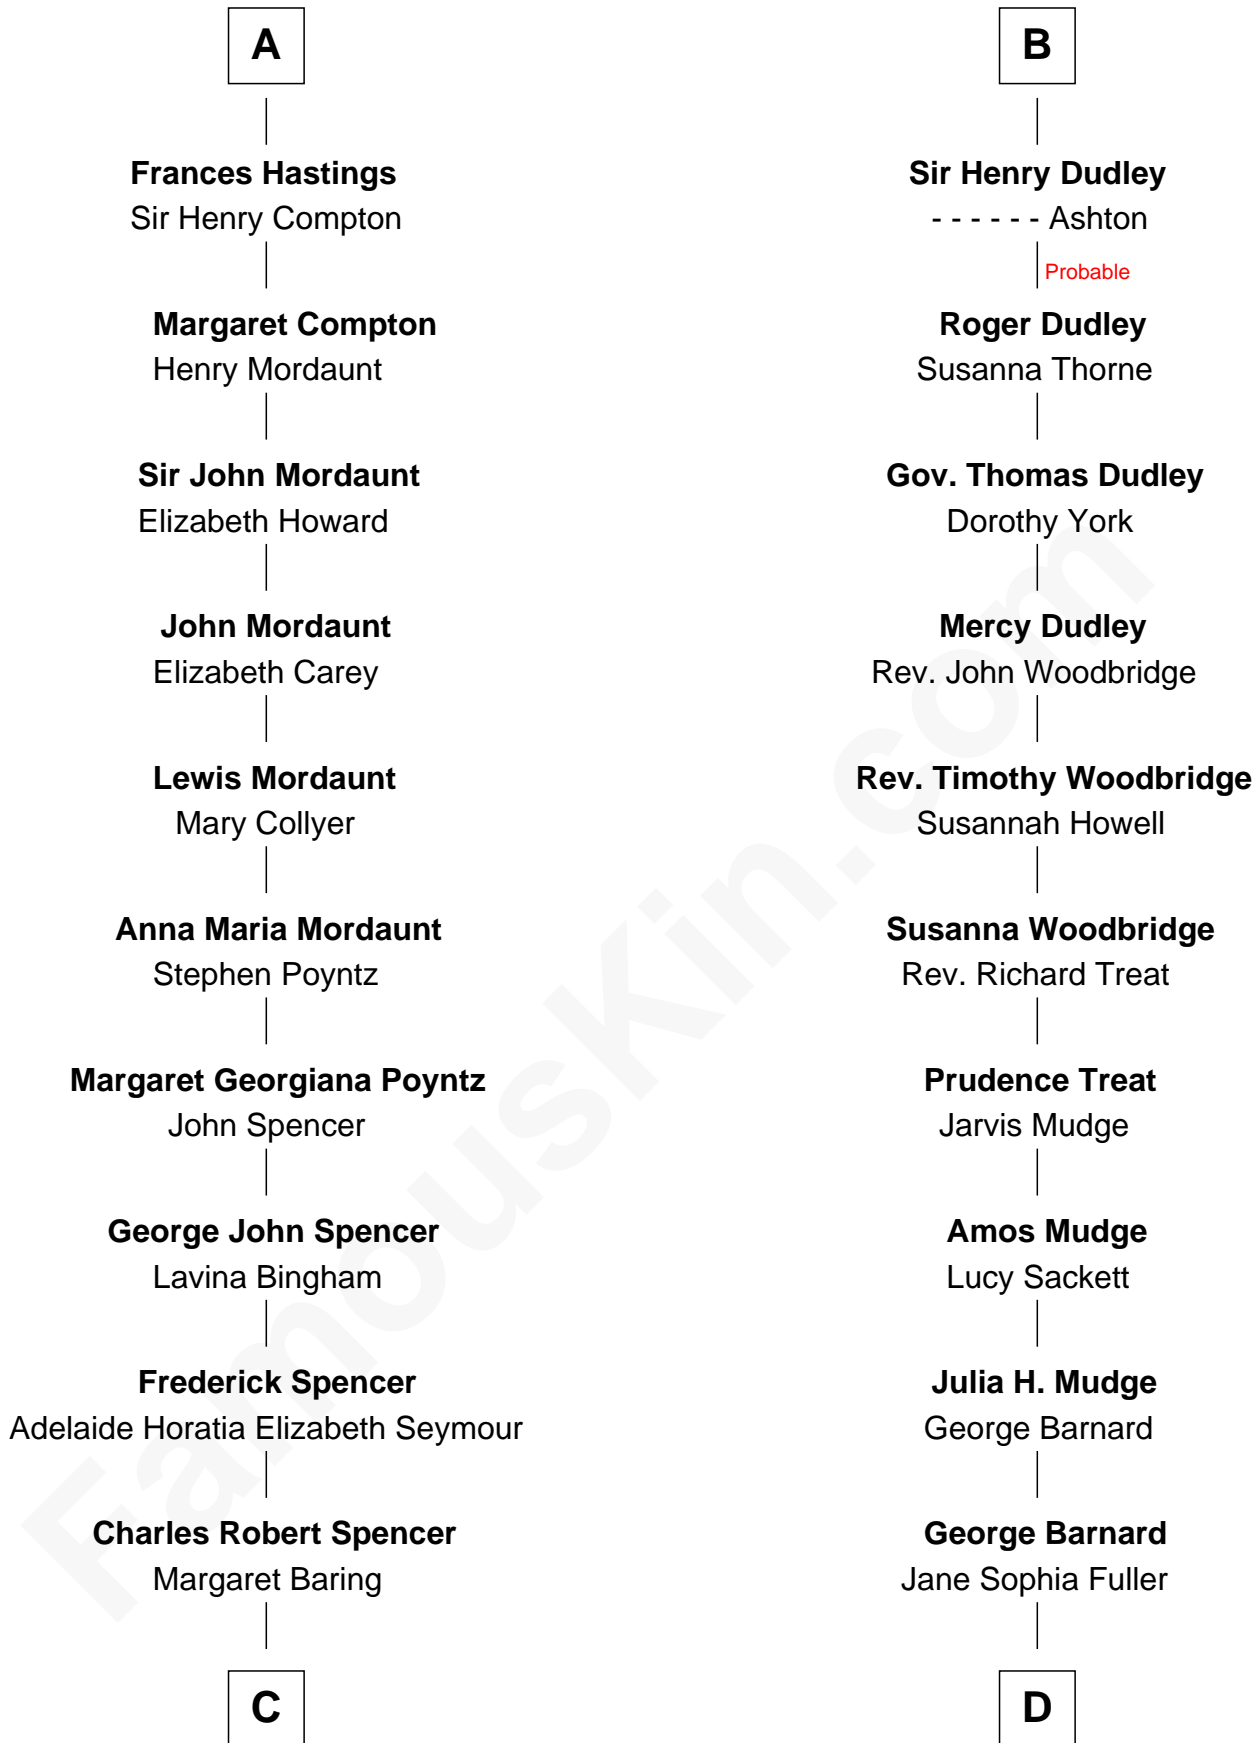 A
Frances Hastings
Sir Henry Compton
Margaret Compton
Henry Mordaunt
Sir John Mordaunt
Elizabeth Howard
John Mordaunt
Elizabeth Carey
Lewis Mordaunt
Mary Collyer
Anna Maria Mordaunt
Stephen Poyntz
Margaret Georgiana Poyntz
John Spencer
George John Spencer
Lavina Bingham
Frederick Spencer
Adelaide Horatia Elizabeth Seymour
Charles Robert Spencer
Margaret Baring
C
B
Sir Henry Dudley
- - - - - - Ashton
Probable
Roger Dudley
Susanna Thorne
Gov. Thomas Dudley
Dorothy York
Mercy Dudley
Rev. John Woodbridge
Rev. Timothy Woodbridge
Susannah Howell
Susanna Woodbridge
Rev. Richard Treat
Prudence Treat
Jarvis Mudge
Amos Mudge
Lucy Sackett
Julia H. Mudge
George Barnard
George Barnard
Jane Sophia Fuller
D
FamousKin.com